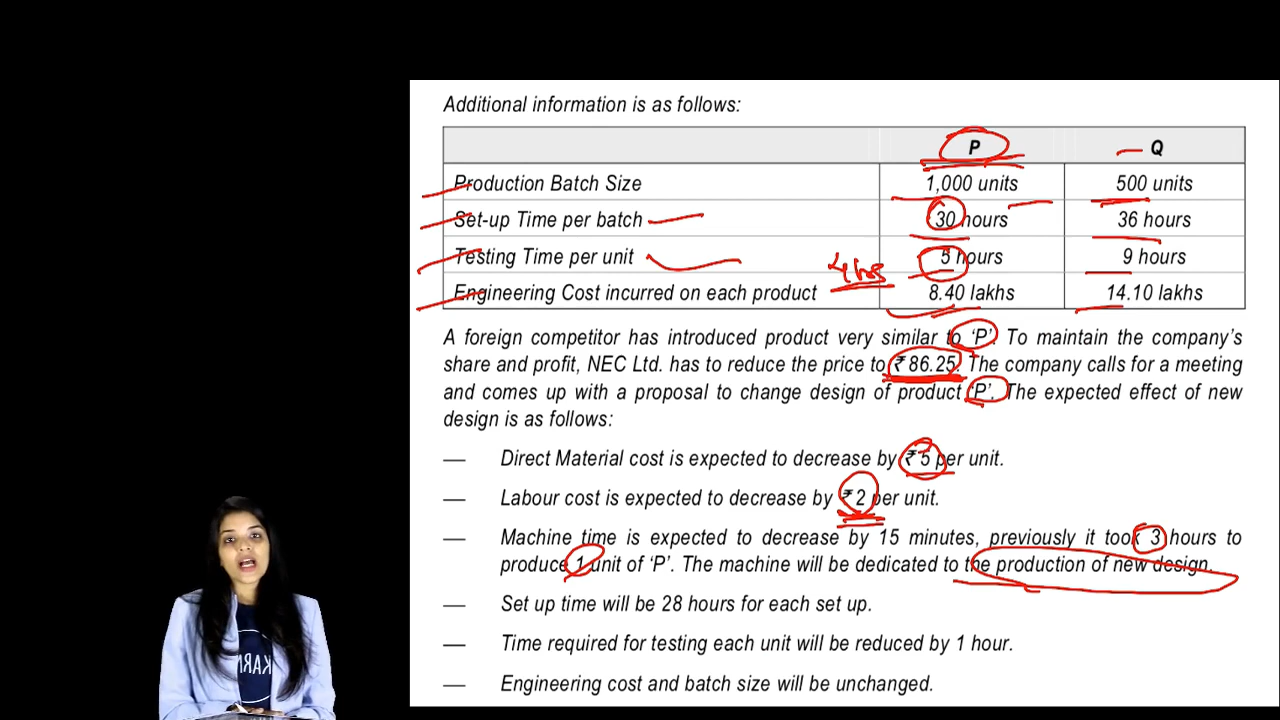 Additional information is as follows:
P Q
Production Batch Size 1,000 units 500 units
Set-up Time per batch 30 hours 36 hours
Testing Time per unit 5 hours 9 hours
4 hrs
Engineering Cost incurred on each product 8.40 lakhs 14.10 lakhs
A foreign competitor has introduced product very similar to ‘P’. To maintain the company’s
share and profit, NEC Ltd. has to reduce the price to ₹ 86.25. The company calls for a meeting
and comes up with a proposal to change design of product ‘P’. The expected effect of new
design is as follows:
— Direct Material cost is expected to decrease by ₹ 5 per unit.
— Labour cost is expected to decrease by ₹ 2 per unit.
— Machine time is expected to decrease by 15 minutes, previously it took 3 hours to
produce 1 unit of ‘P’. The machine will be dedicated to the production of new design.
— Set up time will be 28 hours for each set up.
— Time required for testing each unit will be reduced by 1 hour.
— Engineering cost and batch size will be unchanged.